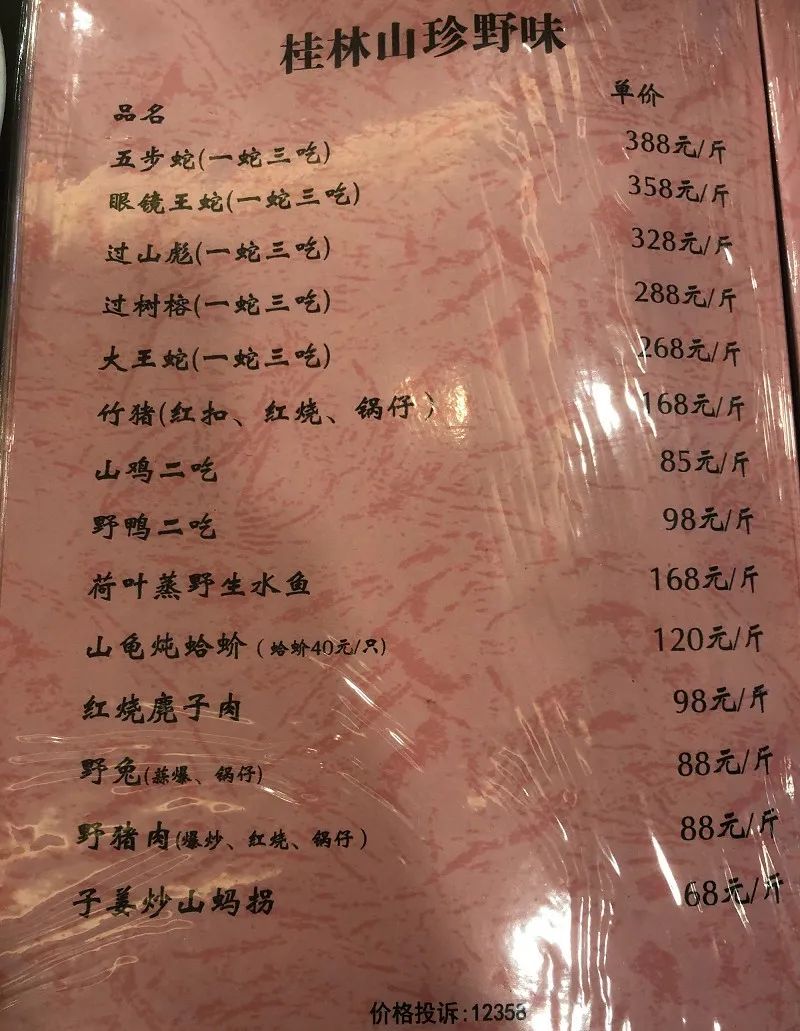 桂林山珍野味
品名 单价
五步蛇(一蛇三吃) 388元/斤
眼镜王蛇(一蛇三吃) 358元/斤
过山彪(一蛇三吃) 328元/斤
过树榕(一蛇三吃) 288元/斤
大王蛇(一蛇三吃) 268元/斤
竹猪(红扣、红烧、锅仔) 168元/斤
山鸡二吃 85元/斤
野鸭二吃 98元/斤
荷叶蒸野生水鱼 168元/斤
山龟炖蛤蚧(蛤蚧40元/只) 120元/斤
红烧麂子肉 98元/斤
野兔(蒜爆、锅仔) 88元/斤
野猪肉(爆炒、红烧、锅仔) 88元/斤
子姜炒山蚂拐 68元/斤
价格投诉:12358